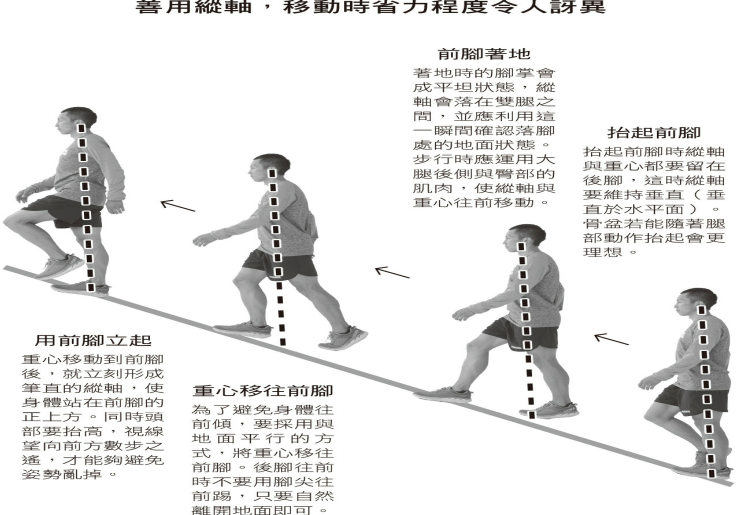 善用縱軸，移動時省力程度令人訝異
前腳著地
著地時的腳掌會
成平坦狀態，縱
軸會落在雙腿之
間，並應利用這
一瞬間確認落腳
處的地面狀態。
步行時應運用大
腿後側與臀部的
肌肉，使縱軸與
重心往前移動。
抬起前腳
抬起前腳時縱軸
與重心都要留在
後腳，這時縱軸
要維持垂直（垂
直於水平面）。
骨盆若能隨著腿
部動作抬起會更
理想。
用前腳立起
重心移動到前腳
後，就立刻形成
筆直的縱軸，使
身體站在前腳的
正上方。同時頭
部要抬高，視線
望向前方數步之
遙，才能夠避免
姿勢亂掉。
重心移往前腳
為了避免身體往
前傾，要採用與
地面平行的方
式，將重心移往
前腳。後腳往前
時不要用腳尖往
前踢，只要自然
離開地面即可。